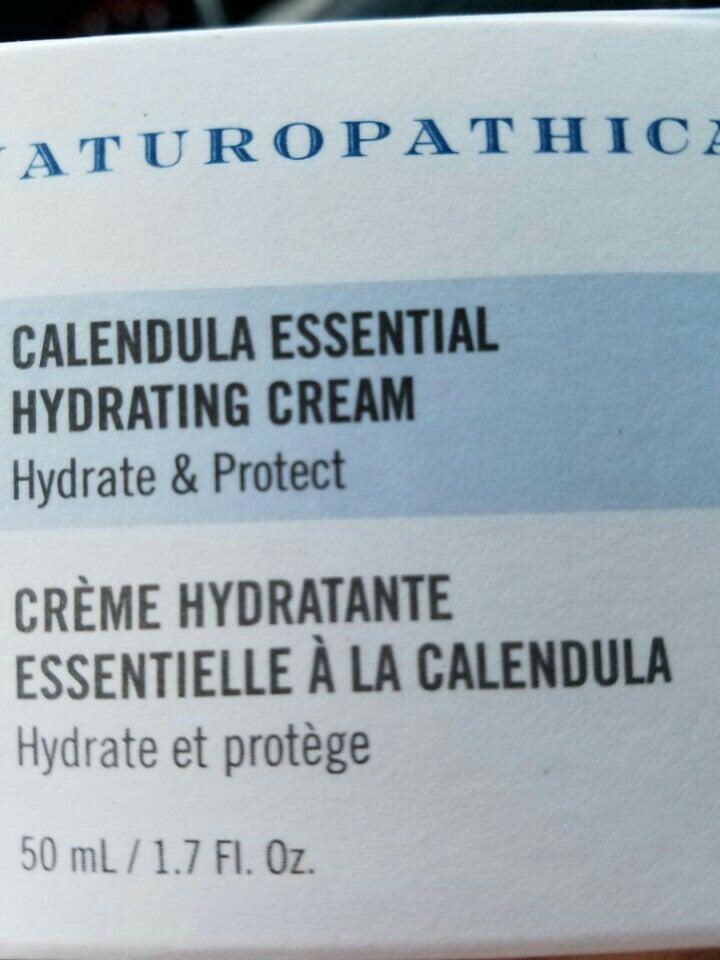 NATUROPATHICA
CALENDULA ESSENTIAL
HYDRATING CREAM
Hydrate & Protect
CRÈME HYDRATANTE
ESSENTIELLE À LA CALENDULA
Hydrate et protège
50 mL / 1.7 Fl. Oz.